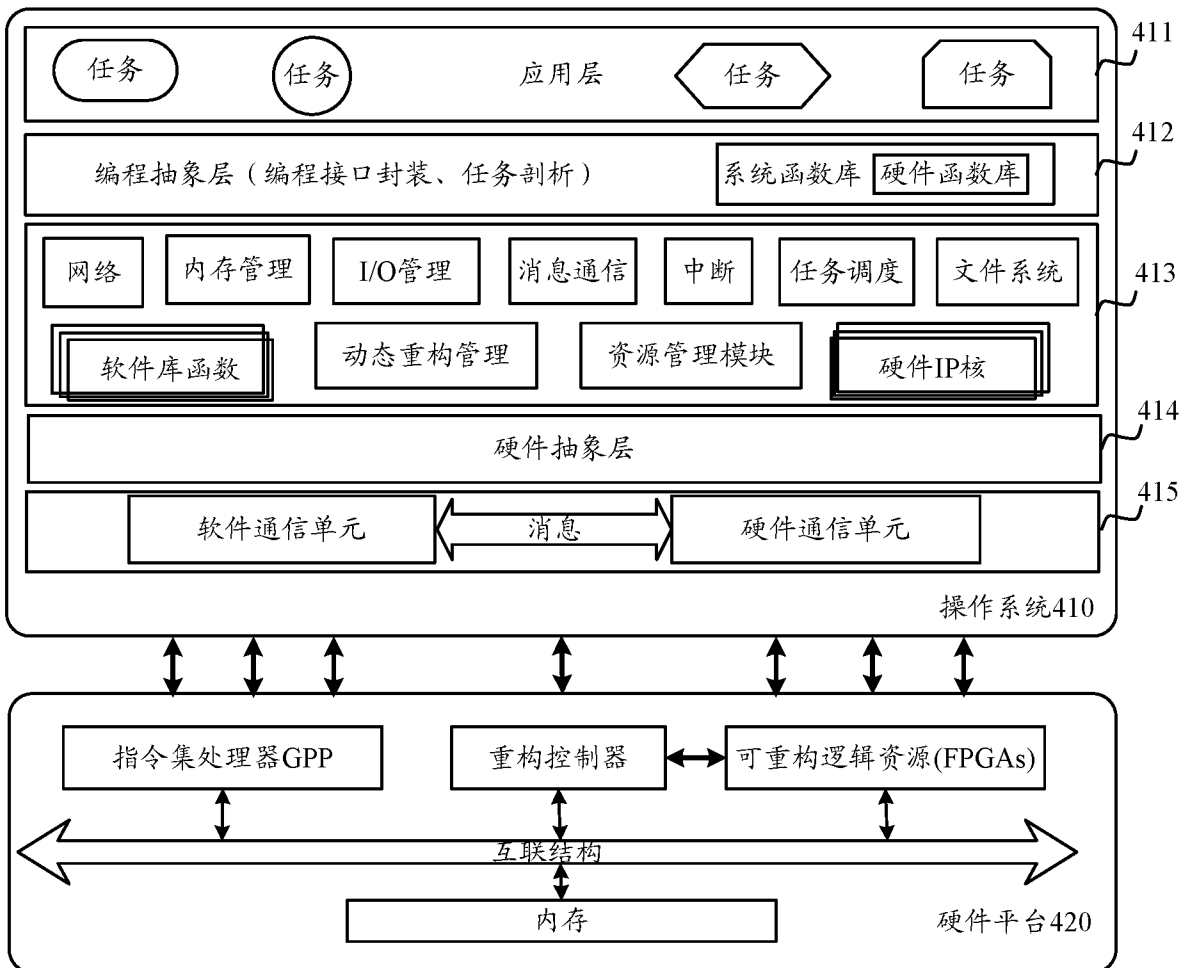 411
任务
任务
应用层
任务
任务
412
编程抽象层（编程接口封装、任务剖析）
系统函数库
硬件函数库
网络
内存管理
I/O管理
消息通信
中断
任务调度
文件系统
413
软件库函数
动态重构管理
资源管理模块
硬件IP核
414
硬件抽象层
415
软件通信单元
消息
硬件通信单元
操作系统410
指令集处理器GPP
重构控制器
可重构逻辑资源(FPGAs)
互联结构
内存
硬件平台420